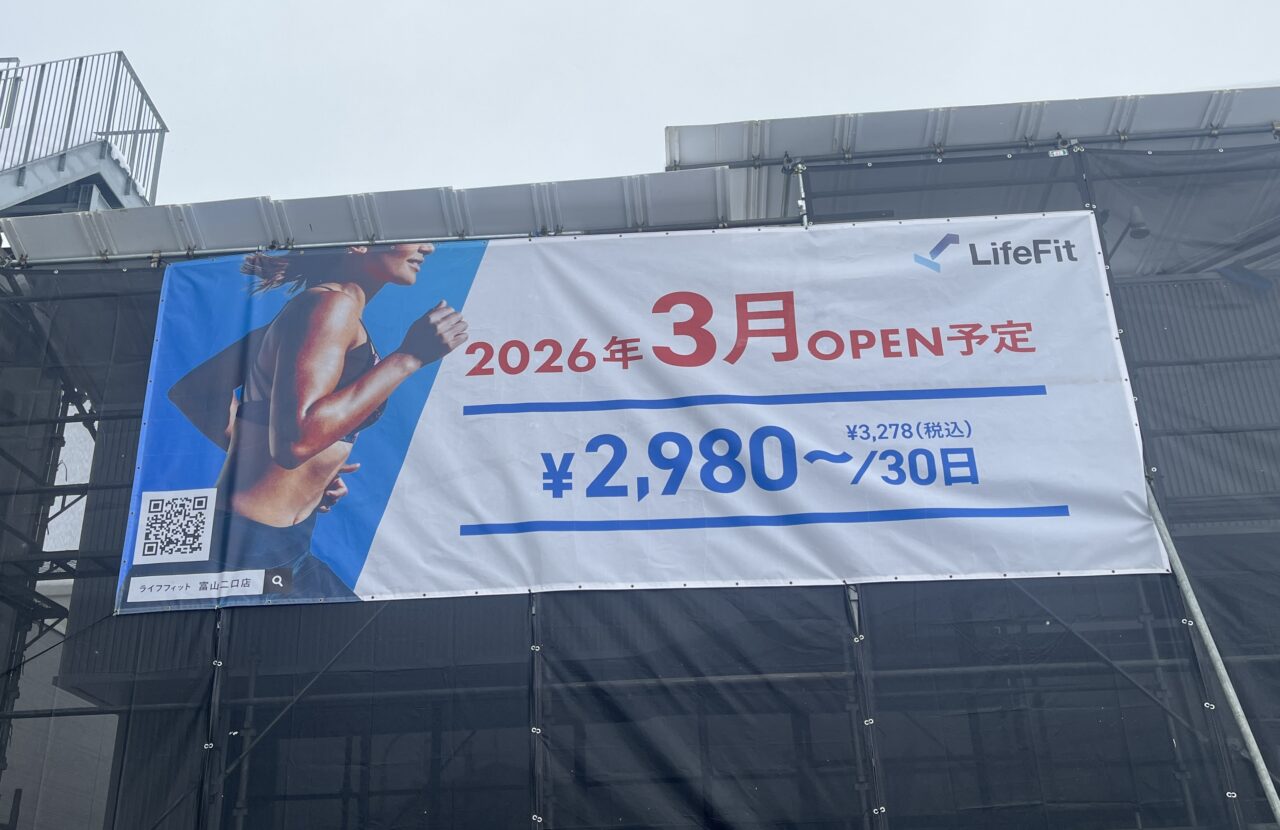 LifeFit
2026年3月OPEN予定
¥3,278(税込)
¥2,980〜/30日
ライフフィット 富山二口店